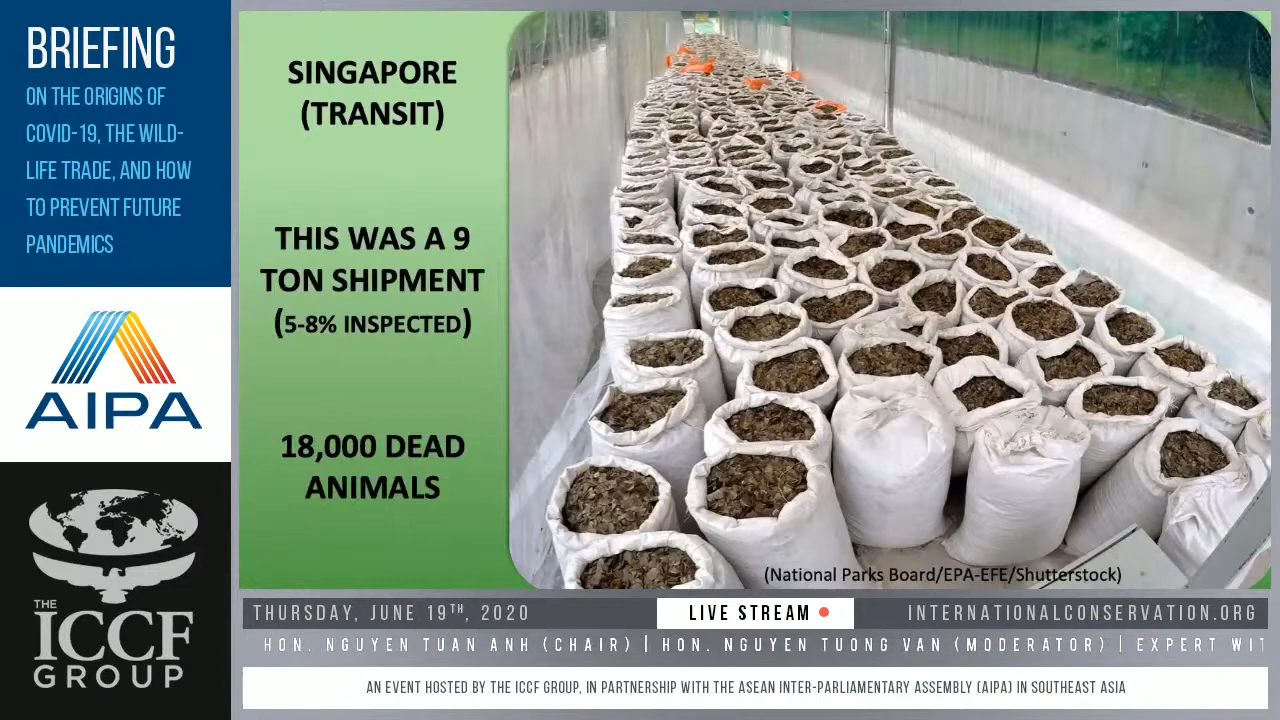 BRIEFING
ON THE ORIGINS OF
COVID-19, THE WILD-
LIFE TRADE, AND HOW
TO PREVENT FUTURE
PANDEMICS
AIPA
THE
ICCF
GROUP
SINGAPORE
(TRANSIT)
THIS WAS A 9
TON SHIPMENT
(5-8% INSPECTED)
18,000 DEAD
ANIMALS
(National Parks Board/EPA-EFE/Shutterstock)
THURSDAY, JUNE 19TH, 2020
LIVE STREAM
INTERNATIONALCONSERVATION.ORG
HON. NGUYEN TUAN ANH (CHAIR) | HON. NGUYEN TUONG VAN (MODERATOR) | EXPERT WIT
AN EVENT HOSTED BY THE ICCF GROUP, IN PARTNERSHIP WITH THE ASEAN INTER-PARLIAMENTARY ASSEMBLY (AIPA) IN SOUTHEAST ASIA